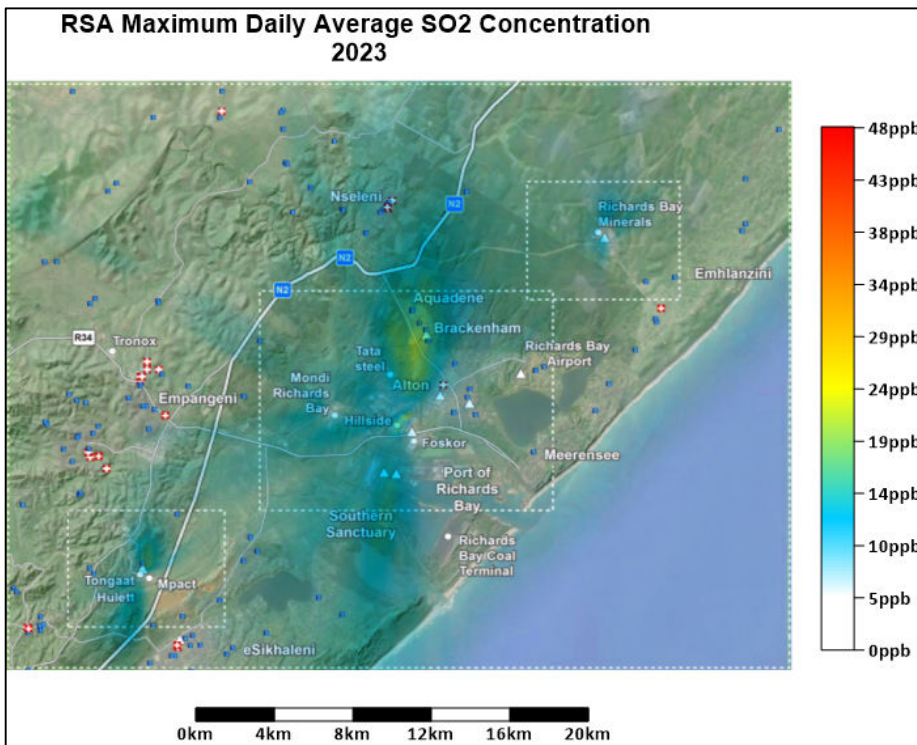 RSA Maximum Daily Average SO2 Concentration
2023
Nseleni
N2
N2
N2
Richards Bay
Minerals
Emhlanzini
Aquadene
Brackenham
R34
Tronox
Tata
steel
Richards Bay
Airport
Alton
Mondi
Richards
Bay
Empangeni
Hillside
Foskor
Meerensee
Port of
Richards
Bay
Southern
Sanctuary
Richards
Bay Coal
Terminal
Tongaat
Hulett
Mpact
eSikhaleni
48ppb
43ppb
38ppb
34ppb
29ppb
24ppb
19ppb
14ppb
10ppb
5ppb
0ppb
0km
4km
8km
12km
16km
20km